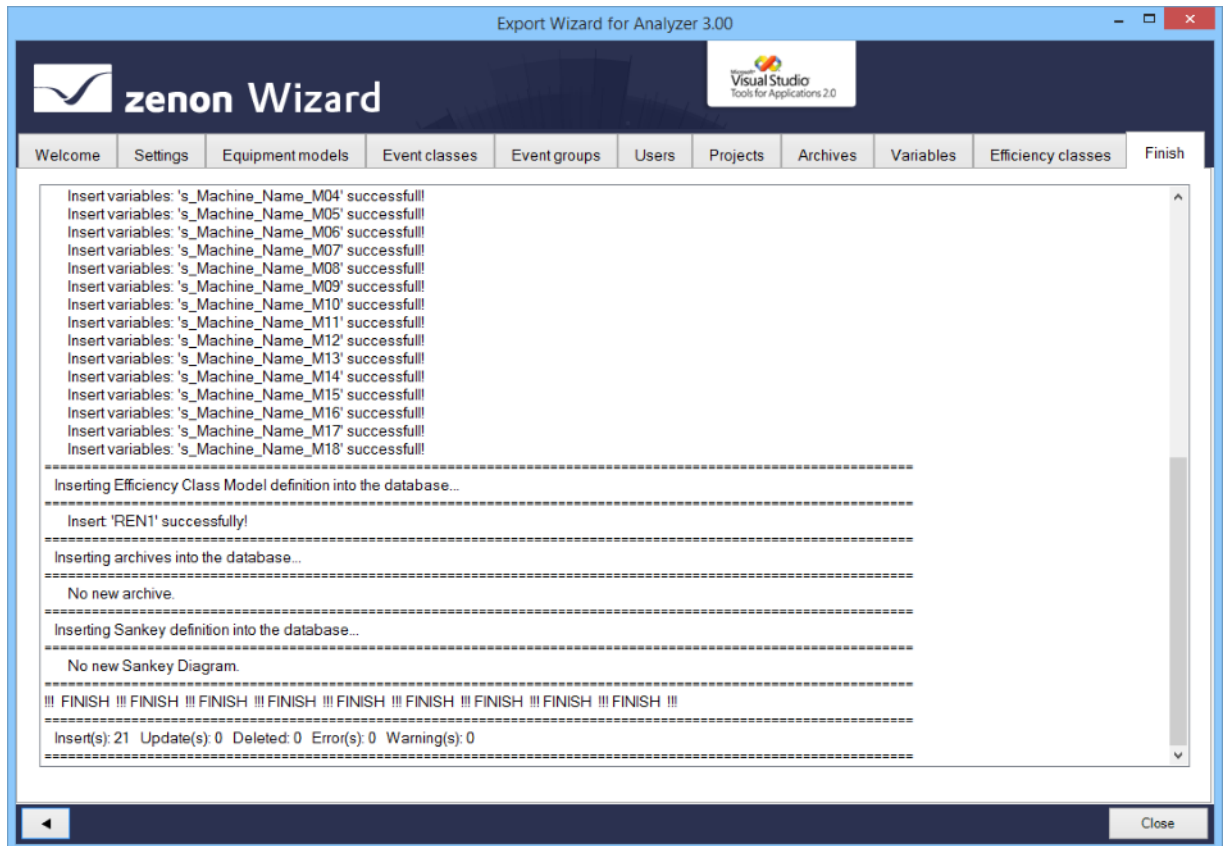 Export Wizard for Analyzer 3.00
zenon Wizard
Microsoft
Visual Studio
Tools for Applications 2.0
Welcome Settings Equipment models Event classes Event groups Users Projects Archives Variables Efficiency classes Finish
Insert variables: 's_Machine_Name_M04' successfull!
Insert variables: 's_Machine_Name_M05' successfull!
Insert variables: 's_Machine_Name_M06' successfull!
Insert variables: 's_Machine_Name_M07' successfull!
Insert variables: 's_Machine_Name_M08' successfull!
Insert variables: 's_Machine_Name_M09' successfull!
Insert variables: 's_Machine_Name_M10' successfull!
Insert variables: 's_Machine_Name_M11' successfull!
Insert variables: 's_Machine_Name_M12' successfull!
Insert variables: 's_Machine_Name_M13' successfull!
Insert variables: 's_Machine_Name_M14' successfull!
Insert variables: 's_Machine_Name_M15' successfull!
Insert variables: 's_Machine_Name_M16' successfull!
Insert variables: 's_Machine_Name_M17' successfull!
Insert variables: 's_Machine_Name_M18' successfull!
Inserting Efficiency Class Model definition into the database...
Insert: 'REN1' successfully!
Inserting archives into the database...
No new archive.
Inserting Sankey definition into the database...
No new Sankey Diagram.
!!! FINISH !!! FINISH !!! FINISH !!! FINISH !!! FINISH !!! FINISH !!! FINISH !!! FINISH !!! FINISH !!!
Insert(s): 21 Update(s): 0 Deleted: 0 Error(s): 0 Warning(s): 0
Close